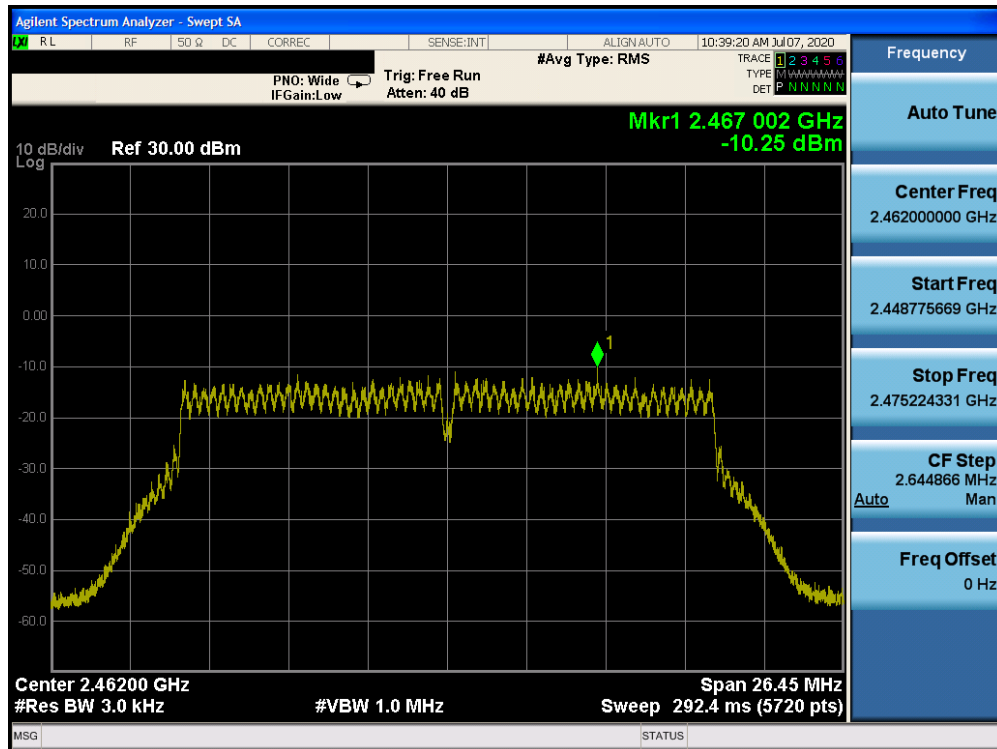 Agilent Spectrum Analyzer - Swept SA
LXI RL RF 50 Ω DC CORREC SENSE:INT ALIGN AUTO 10:39:20 AM Jul 07, 2020
Frequency
#Avg Type: RMS
TRACE 1 2 3 4 5 6
PNO: Wide Trig: Free Run TYPE M WWWWW
IFGain:Low Atten: 40 dB DET P N N N N N
Auto Tune
Mkr1 2.467 002 GHz
10 dB/div Ref 30.00 dBm -10.25 dBm
Log
Center Freq
2.462000000 GHz
20.0
10.0
Start Freq
2.448775669 GHz
0.00
1
-10.0
Stop Freq
2.475224331 GHz
-20.0
-30.0
CF Step
2.644866 MHz
Auto Man
-40.0
-50.0
Freq Offset
0 Hz
-60.0
Center 2.46200 GHz Span 26.45 MHz
#Res BW 3.0 kHz #VBW 1.0 MHz Sweep 292.4 ms (5720 pts)
MSG STATUS